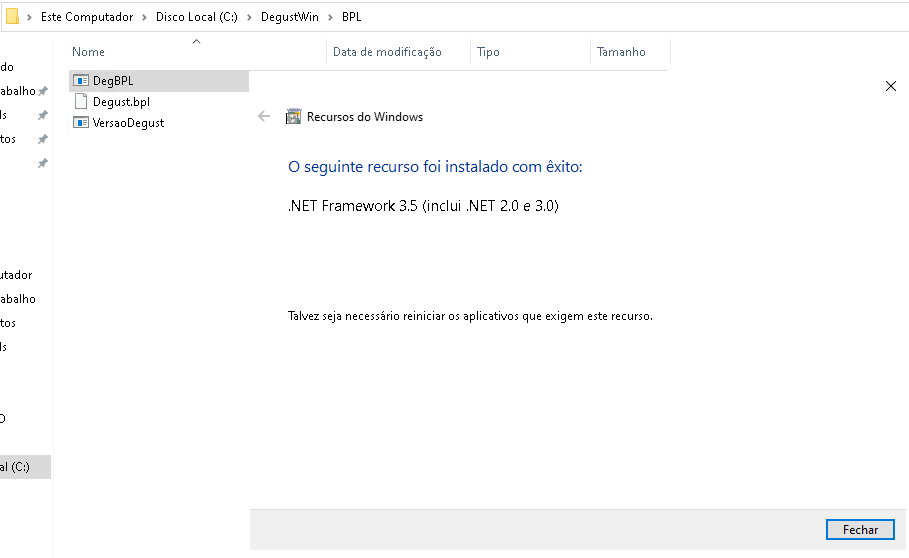 Este Computador > Disco Local (C:) > DegustWin > BPL
Nome
Data de modificação
Tipo
Tamanho
DegBPL
Degust.bpl
VersaoDegust
do
abalho
ls
tos
utador
abalho
tos
ls
al (C:)
Recursos do Windows
O seguinte recurso foi instalado com êxito:
.NET Framework 3.5 (inclui .NET 2.0 e 3.0)
Talvez seja necessário reiniciar os aplicativos que exigem este recurso.
Fechar